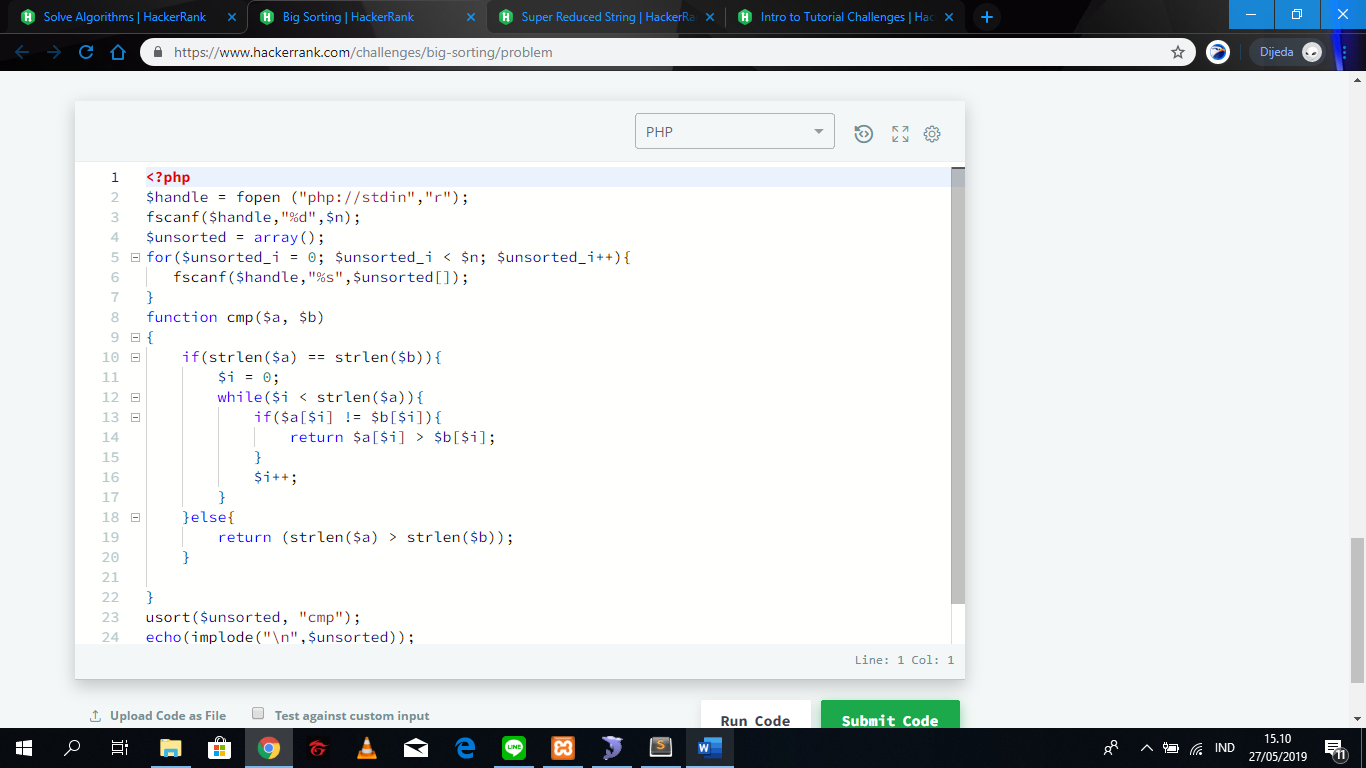 Solve Algorithms | HackerRank
Big Sorting | HackerRank
Super Reduced String | HackerRa
Intro to Tutorial Challenges | Hac
https://www.hackerrank.com/challenges/big-sorting/problem
Dijeda
PHP
1 <?php
2 $handle = fopen ("php://stdin","r");
3 fscanf($handle,"%d",$n);
4 $unsorted = array();
5 for($unsorted_i = 0; $unsorted_i < $n; $unsorted_i++){
6 fscanf($handle,"%s",$unsorted[]);
7 }
8 function cmp($a, $b)
9 {
10 if(strlen($a) == strlen($b)){
11 $i = 0;
12 while($i < strlen($a)){
13 if($a[$i] != $b[$i]){
14 return $a[$i] > $b[$i];
15 }
16 $i++;
17 }
18 }else{
19 return (strlen($a) > strlen($b));
20 }
21
22 }
23 usort($unsorted, "cmp");
24 echo(implode("\n",$unsorted));
Line: 1 Col: 1
Upload Code as File
Test against custom input
Run Code
Submit Code
IND
15.10
27/05/2019
11